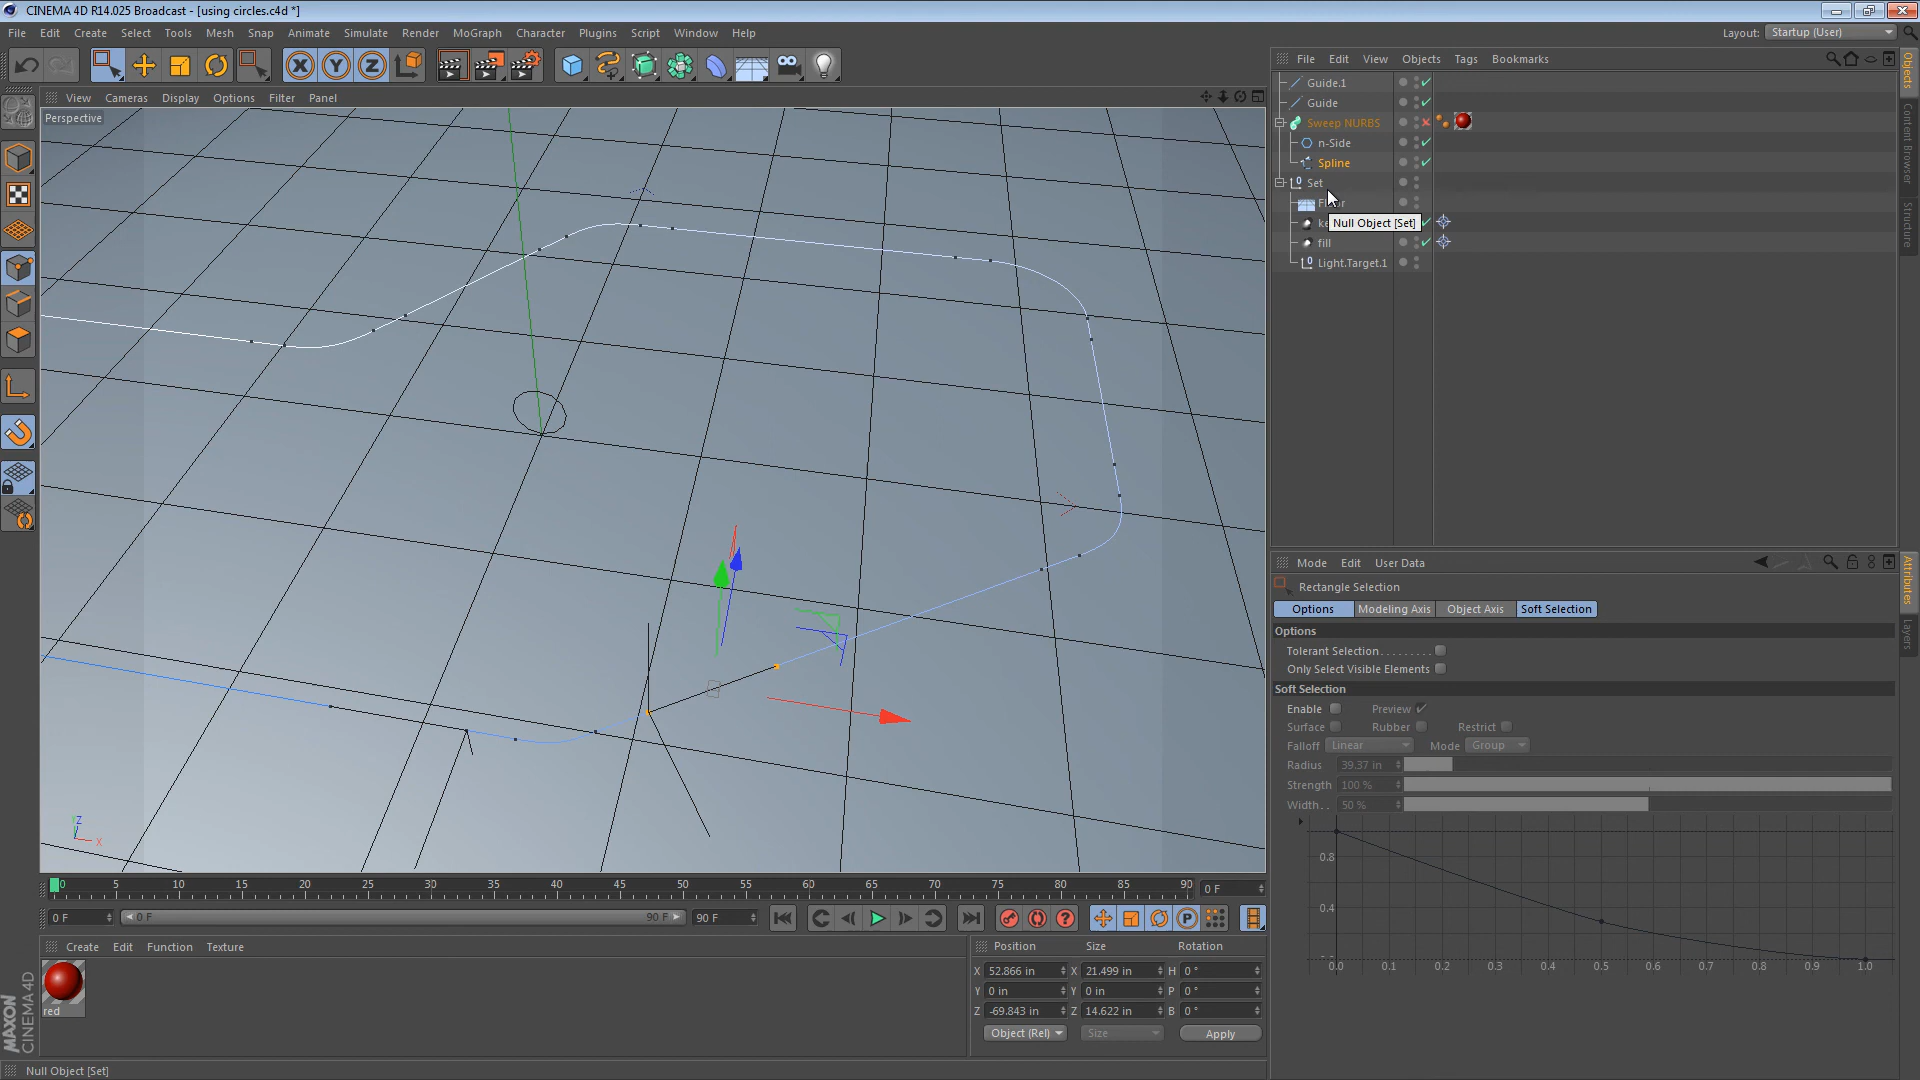 CINEMA 4D R14.025 Broadcast - [using circles.c4d *]
File Edit Create Select Tools Mesh Snap Animate Simulate Render Plugins Script Window Help
MoGraph Character
Layout: Startup (User)
View Cameras Display Options Filter Panel
Perspective
File Edit View Objects Tags Bookmarks
Guide.1
Guide
Sweep NURBS
n-Side
Spline
Set
Null Object [Set]
fill
Light.Target.1
Objects
Content Browser
Structure
Attributes
Layers
Mode Edit User Data
Rectangle Selection
Options Modeling Axis Object Axis Soft Selection
Options
Tolerant Selection
Only Select Visible Elements
Soft Selection
Enable Preview
Surface Rubber Restrict
Falloff Linear Mode Group
Radius 39.37 in
Strength 100 %
Width 50 %
0.8
0.4
0.0 0.1 0.2 0.3 0.4 0.5 0.6 0.7 0.8 0.9 1.0
Z
X
0 5 10 15 20 25 30 35 40 45 50 55 60 65 70 75 80 85 90 0 F
0 F 0 F 90 F 90 F
Create Edit Function Texture
red
Position Size Rotation
X 52.866 in X 21.499 in H 0 °
Y 0 in Y 0 in P 0 °
Z -69.843 in Z 14.622 in B 0 °
Object (Rel) Size Apply
MAXON CINEMA 4D
Null Object [Set]